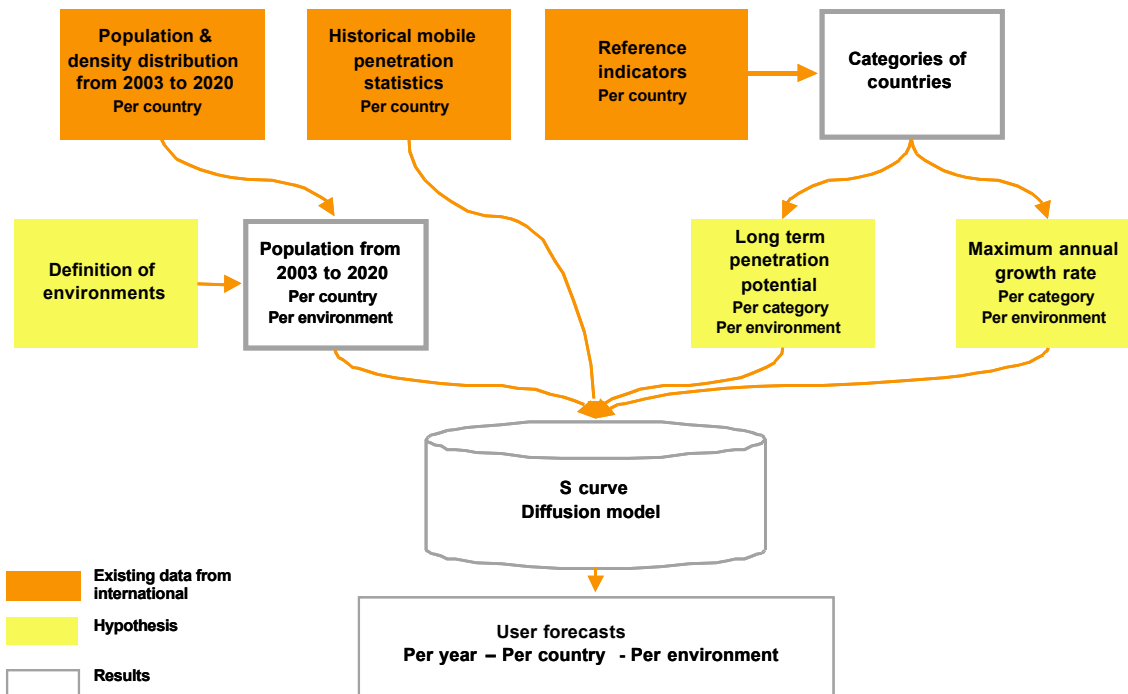 Population &
density distribution
from 2003 to 2020
Per country
Historical mobile
penetration
statistics
Per country
Reference
indicators
Per country
Categories of
countries
Definition of
environments
Population from
2003 to 2020
Per country
Per environment
Long term
penetration
potential
Per category
Per environment
Maximum annual
growth rate
Per category
Per environment
S curve
Diffusion model
User forecasts
Per year – Per country - Per environment
Existing data from
international
Hypothesis
Results